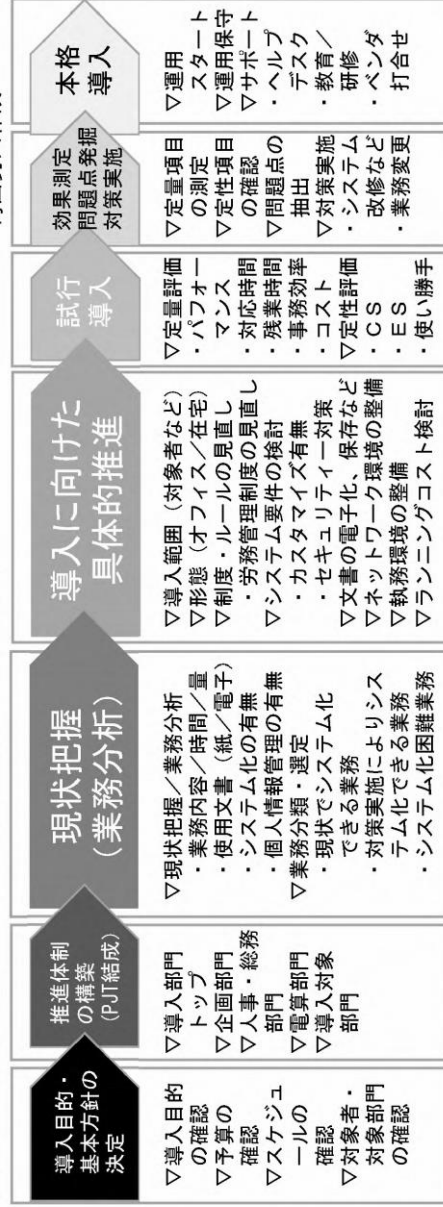 導入目的・
基本方針の
決定
▽導入目的
の確認
▽予算の
確認
▽スケジュ
ールの
確認
▽対象者・
対象部門
の確認
推進体制
の構築
(PJT結成)
▽導入部門
トップ
▽企画部門
▽人事・総務
部門
▽電算部門
▽導入対象
部門
現状把握
(業務分析)
▽現状把握／業務分析
・業務内容/時間/量
・使用文書（紙/電子）
・システム化の有無
・個人情報管理の有無
▽業務分類・選定
・現状でシステム化
できる業務
・対策実施によりシス
テム化できる業務
・システム化困難業務
導入に向けた
具体的推進
▽導入範囲（対象者など）
▽形態（オフィス／在宅）
▽制度・ルールの見直し
・労務管理制度の見直し
▽システム要件の検討
・カスタマイズ有無
・セキュリティー対策
▽文書の電子化、保存など
▽ネットワーク環境の整備
▽執務環境の整備
▽ランニングコスト検討
試行
導入
▽定量評価
・パフォー
マンス
・対応時間
・残業時間
・事務効率
・コスト
▽定性評価
・CS
・ES
・使い勝手
効果測定
問題点発掘
対策実施
▽定量項目
の測定
▽定性項目
の確認
▽問題点の
抽出
▽対策実施
・システム
改修など
・業務変更
本格
導入
▽運用
スタート
▽運用保守
▽サポート
・ヘルプ
デスク
・教育／
研修
・ベンダ
打合せ